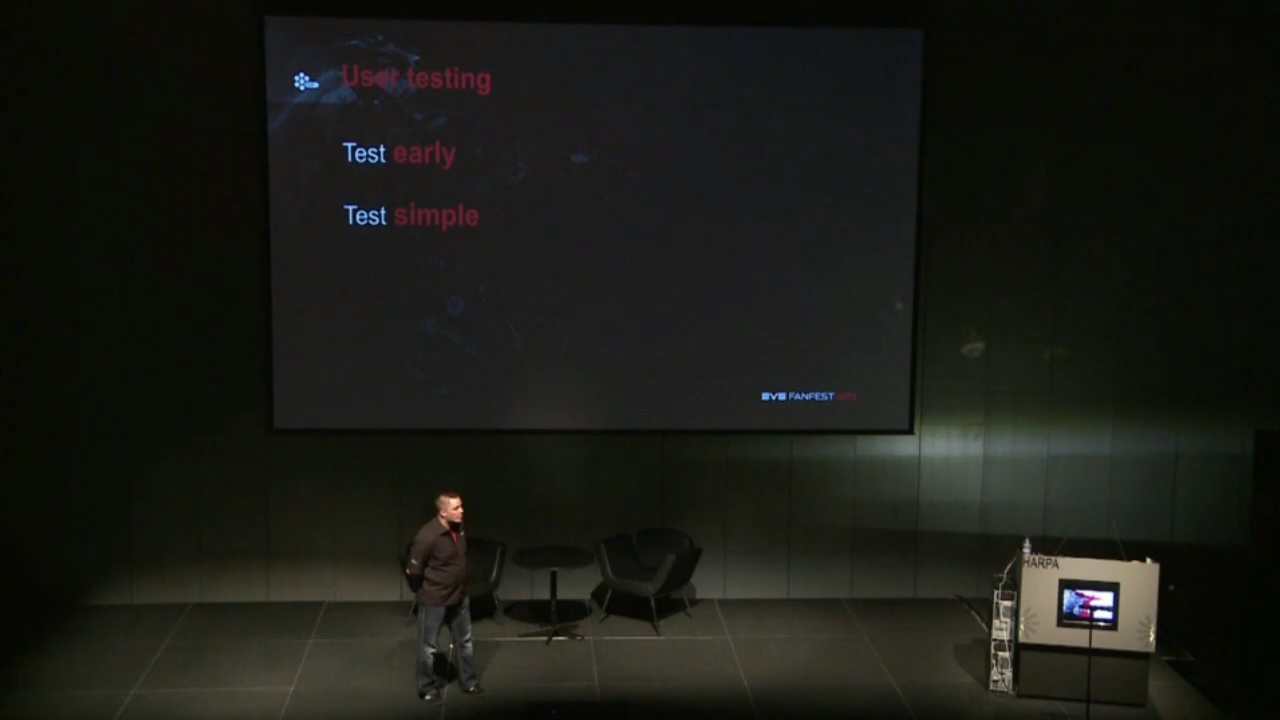 User testing
Test early
Test simple
EVE FANFEST
HARPA